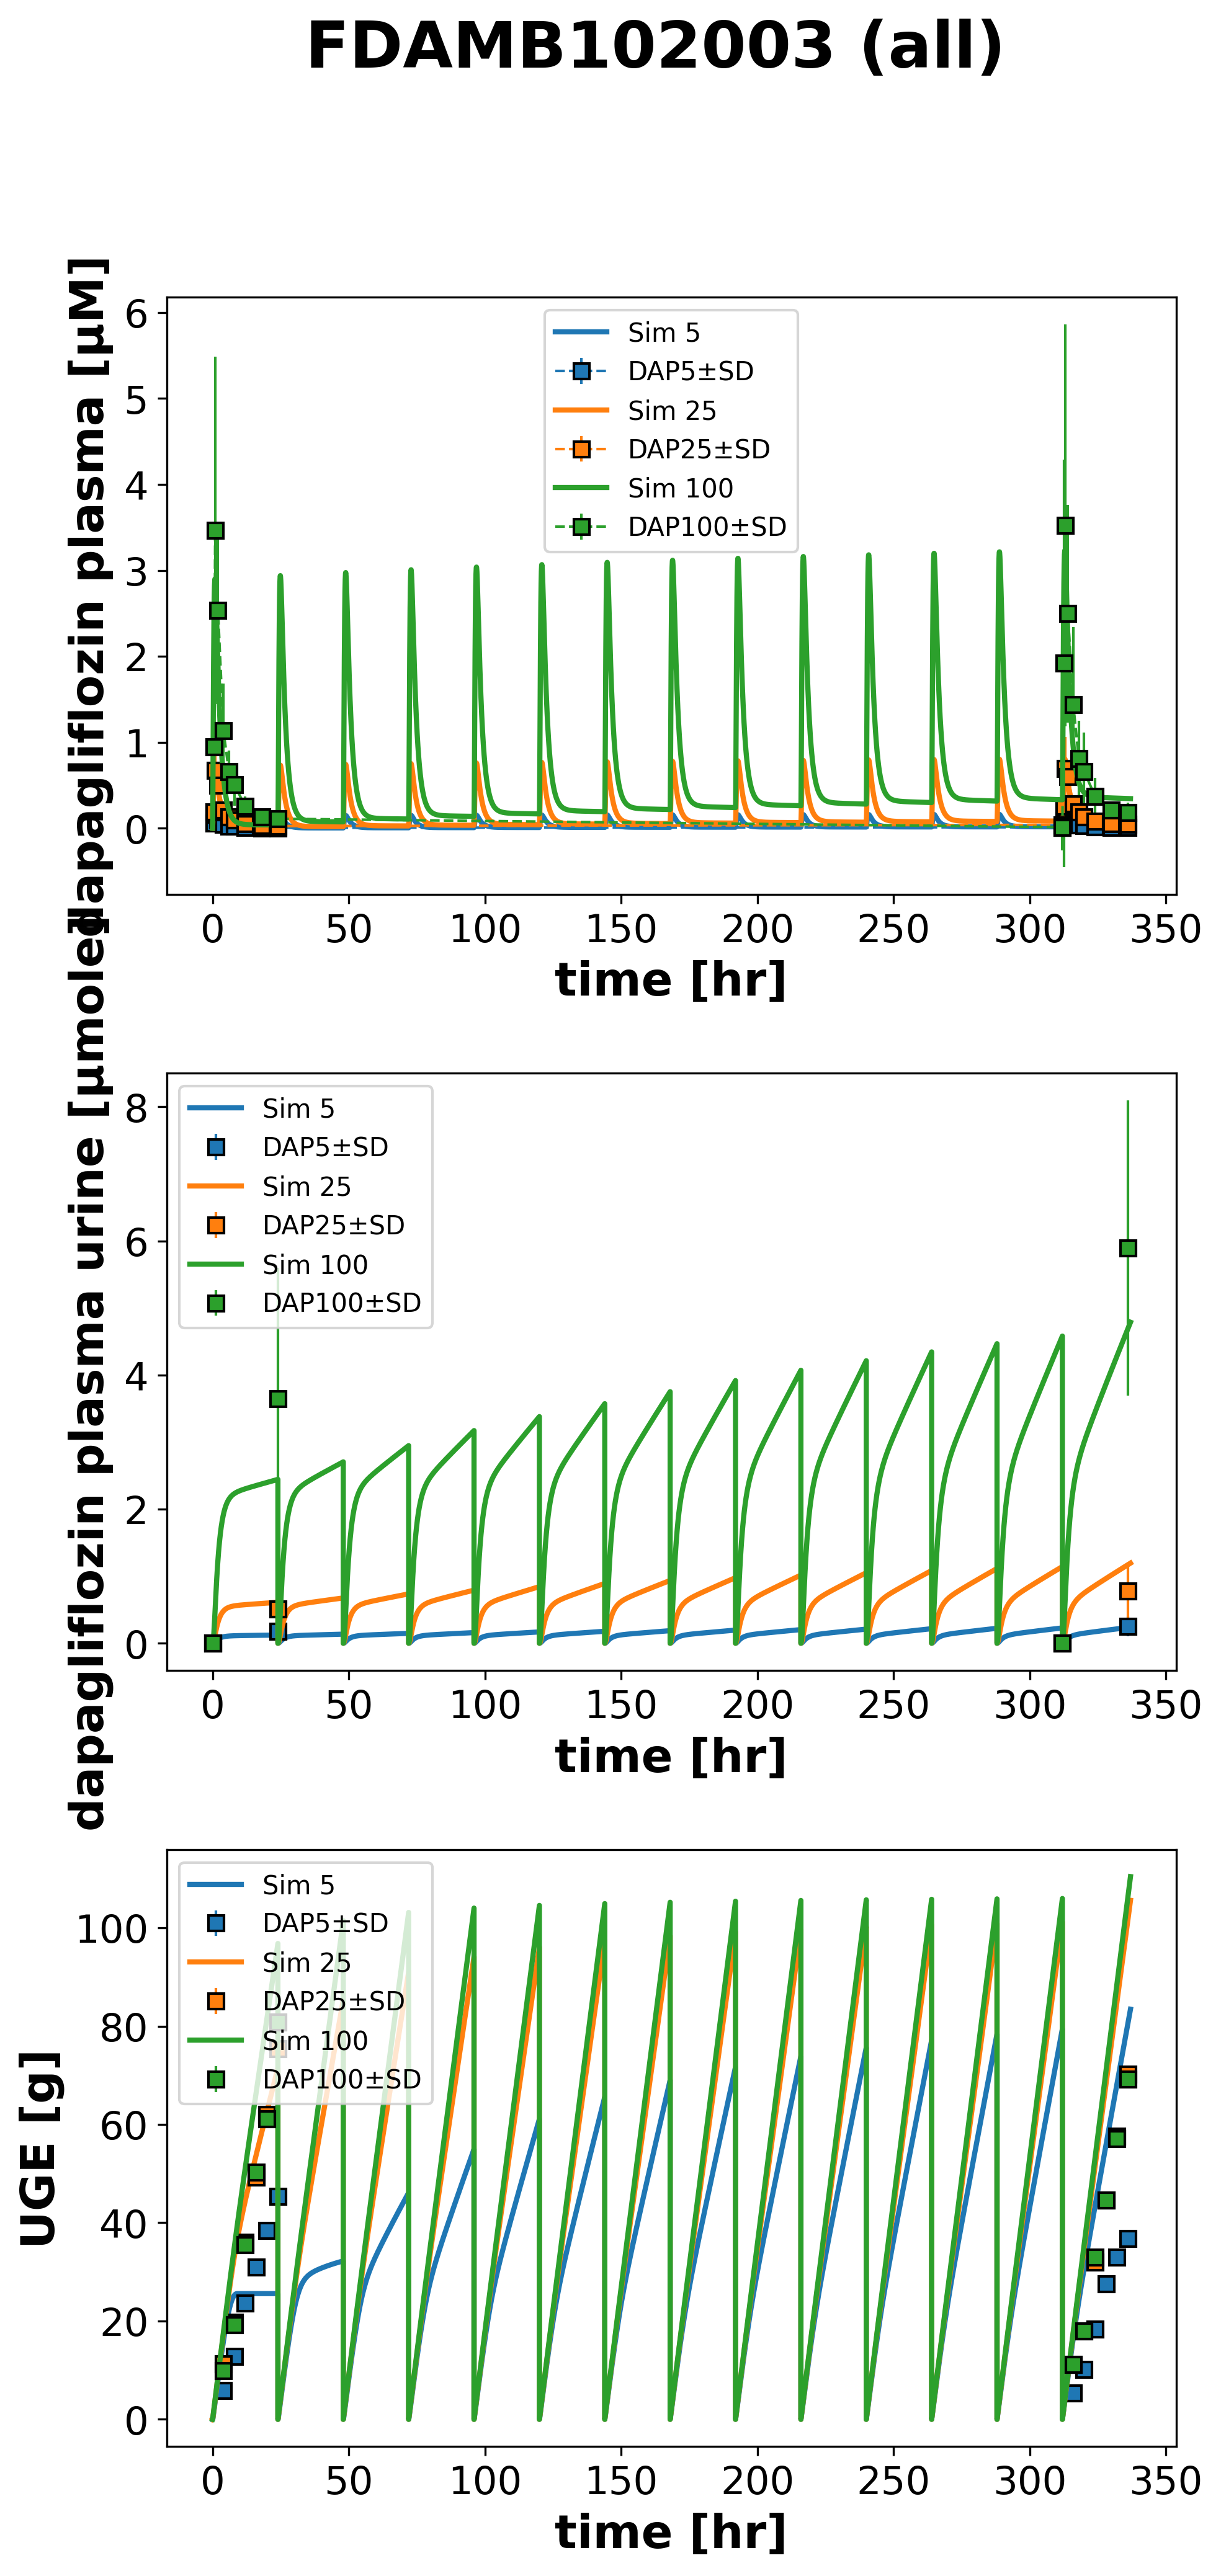 FDAMB102003 (all)
dapagliflozin plasma [µM]
6
5
4
3
2
1
0
Sim 5
DAP5±SD
Sim 25
DAP25±SD
Sim 100
DAP100±SD
0 50 100 150 200 250 300 350
time [hr]
dapagliflozin plasma urine [µmole]
8
6
4
2
0
Sim 5
DAP5±SD
Sim 25
DAP25±SD
Sim 100
DAP100±SD
0 50 100 150 200 250 300 350
time [hr]
UGE [g]
100
80
60
40
20
0
Sim 5
DAP5±SD
Sim 25
DAP25±SD
Sim 100
DAP100±SD
0 50 100 150 200 250 300 350
time [hr]